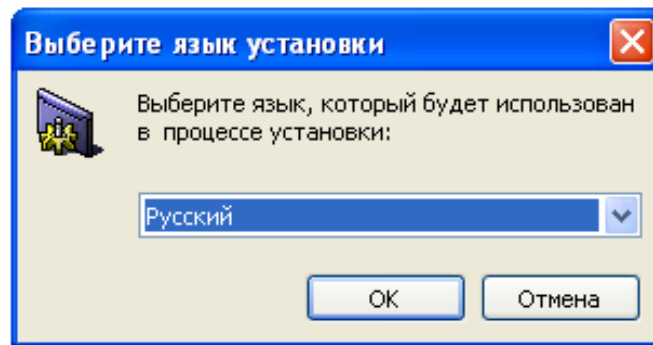 Выберите язык установки
Выберите язык, который будет использован
в процессе установки:
Русский
OK
Отмена